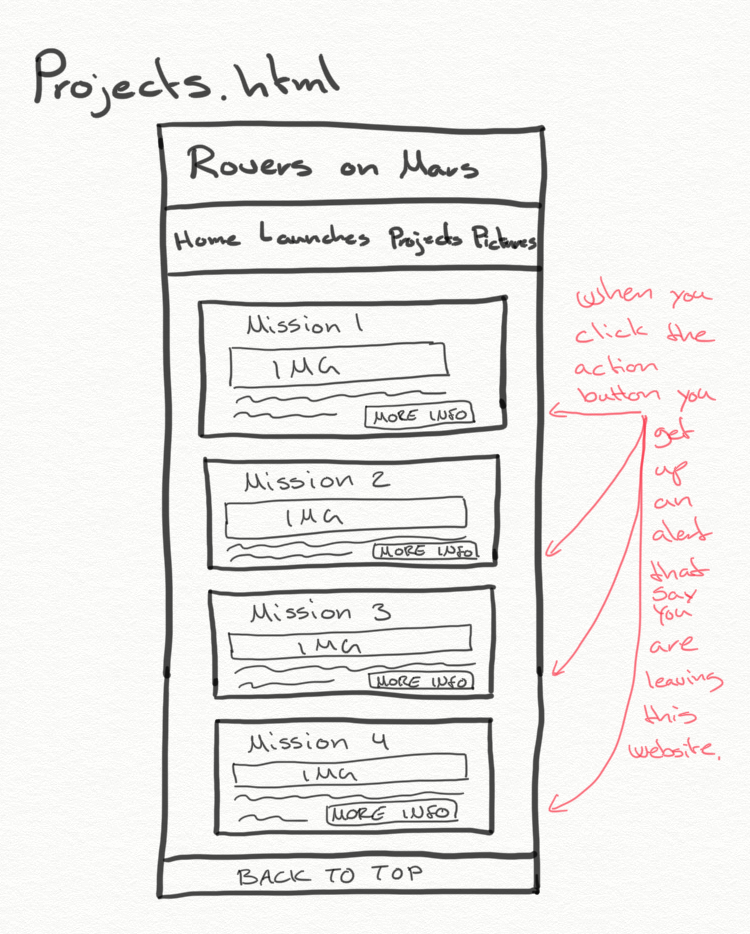 Projects.html
Rovers on Mars
Home Launches Projects Pictures
Mission 1
IMG
MORE INFO
Mission 2
IMG
MORE INFO
Mission 3
IMG
MORE INFO
Mission 4
IMG
MORE INFO
BACK TO TOP
When you
click the
action
button you
get
up
an
alert
that
say
you
are
leaving
this
website.